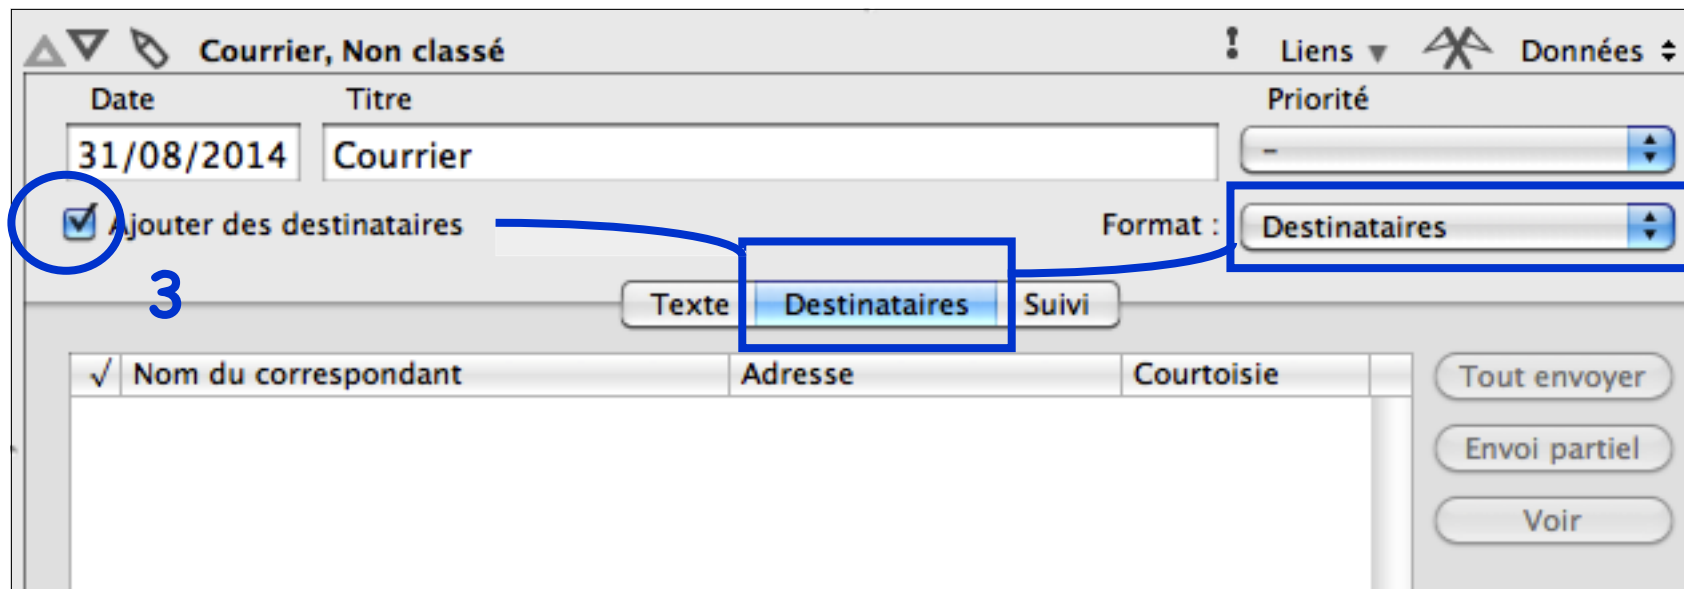 Courrier, Non classé Liens Données
Date Titre Priorité
31/08/2014 Courrier –
Ajouter des destinataires Format : Destinataires
3
Texte Destinataires Suivi
√ Nom du correspondant Adresse Courtoisie
Tout envoyer
Envoi partiel
Voir